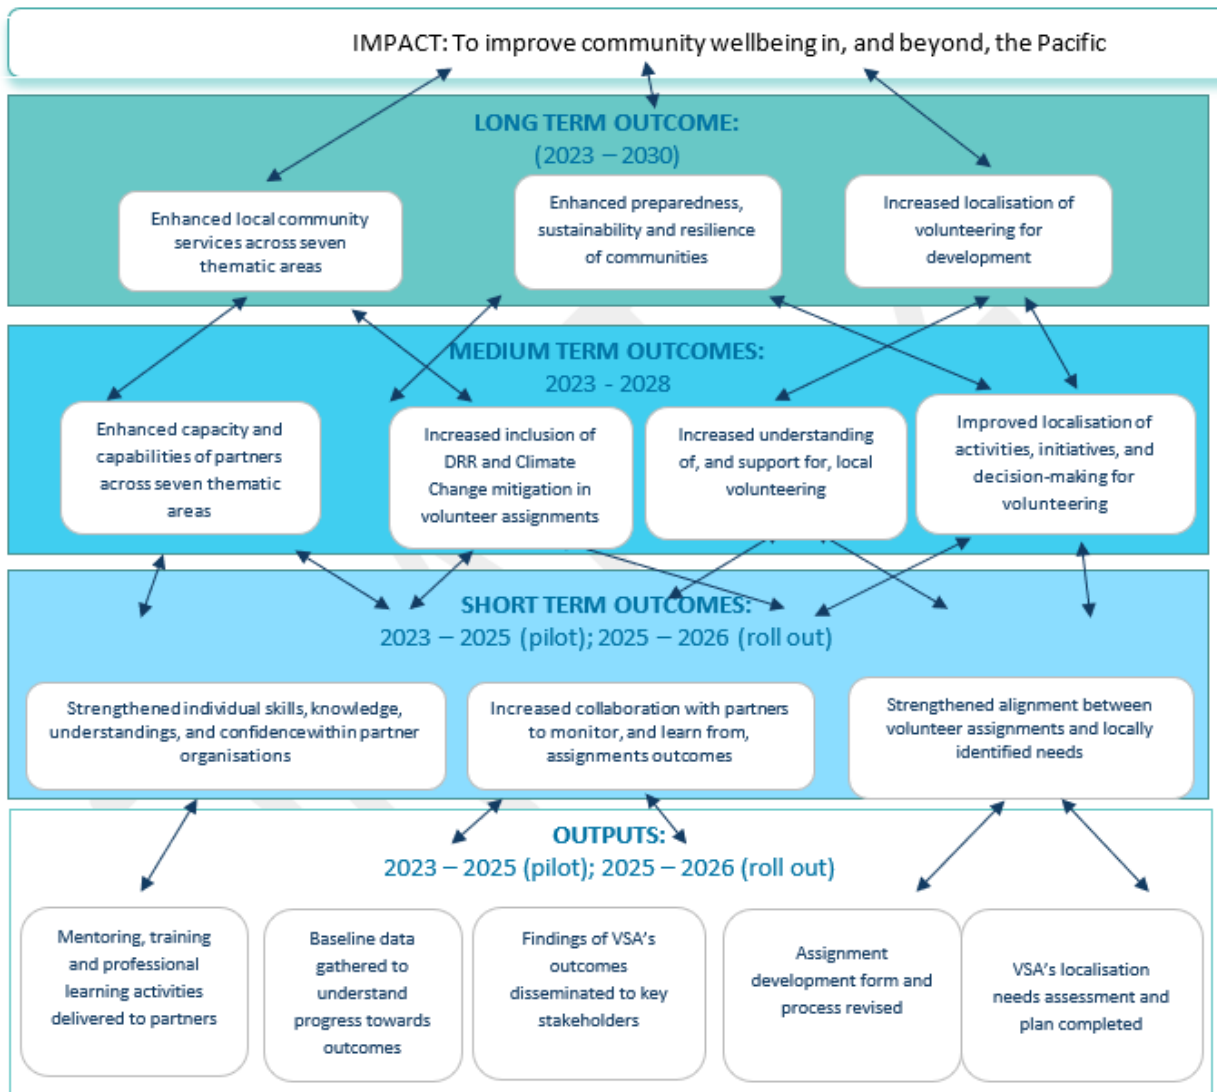 IMPACT: To improve community wellbeing in, and beyond, the Pacific
LONG TERM OUTCOME:
(2023 – 2030)
Enhanced local community
services across seven
thematic areas
Enhanced preparedness,
sustainability and resilience
of communities
Increased localisation of
volunteering for
development
MEDIUM TERM OUTCOMES:
2023 - 2028
Enhanced capacity and
capabilities of partners
across seven thematic
areas
Increased inclusion of
DRR and Climate
Change mitigation in
volunteer assignments
Increased understanding
of, and support for, local
volunteering
Improved localisation of
activities, initiatives, and
decision-making for
volunteering
SHORT TERM OUTCOMES:
2023 – 2025 (pilot); 2025 – 2026 (roll out)
Strengthened individual skills, knowledge,
understandings, and confidence within partner
organisations
Increased collaboration with partners
to monitor, and learn from,
assignments outcomes
Strengthened alignment between
volunteer assignments and locally
identified needs
OUTPUTS:
2023 – 2025 (pilot); 2025 – 2026 (roll out)
Mentoring, training
and professional
learning activities
delivered to partners
Baseline data
gathered to
understand
progress towards
outcomes
Findings of VSA's
outcomes
disseminated to key
stakeholders
Assignment
development form and
process revised
VSA's localisation
needs assessment and
plan completed